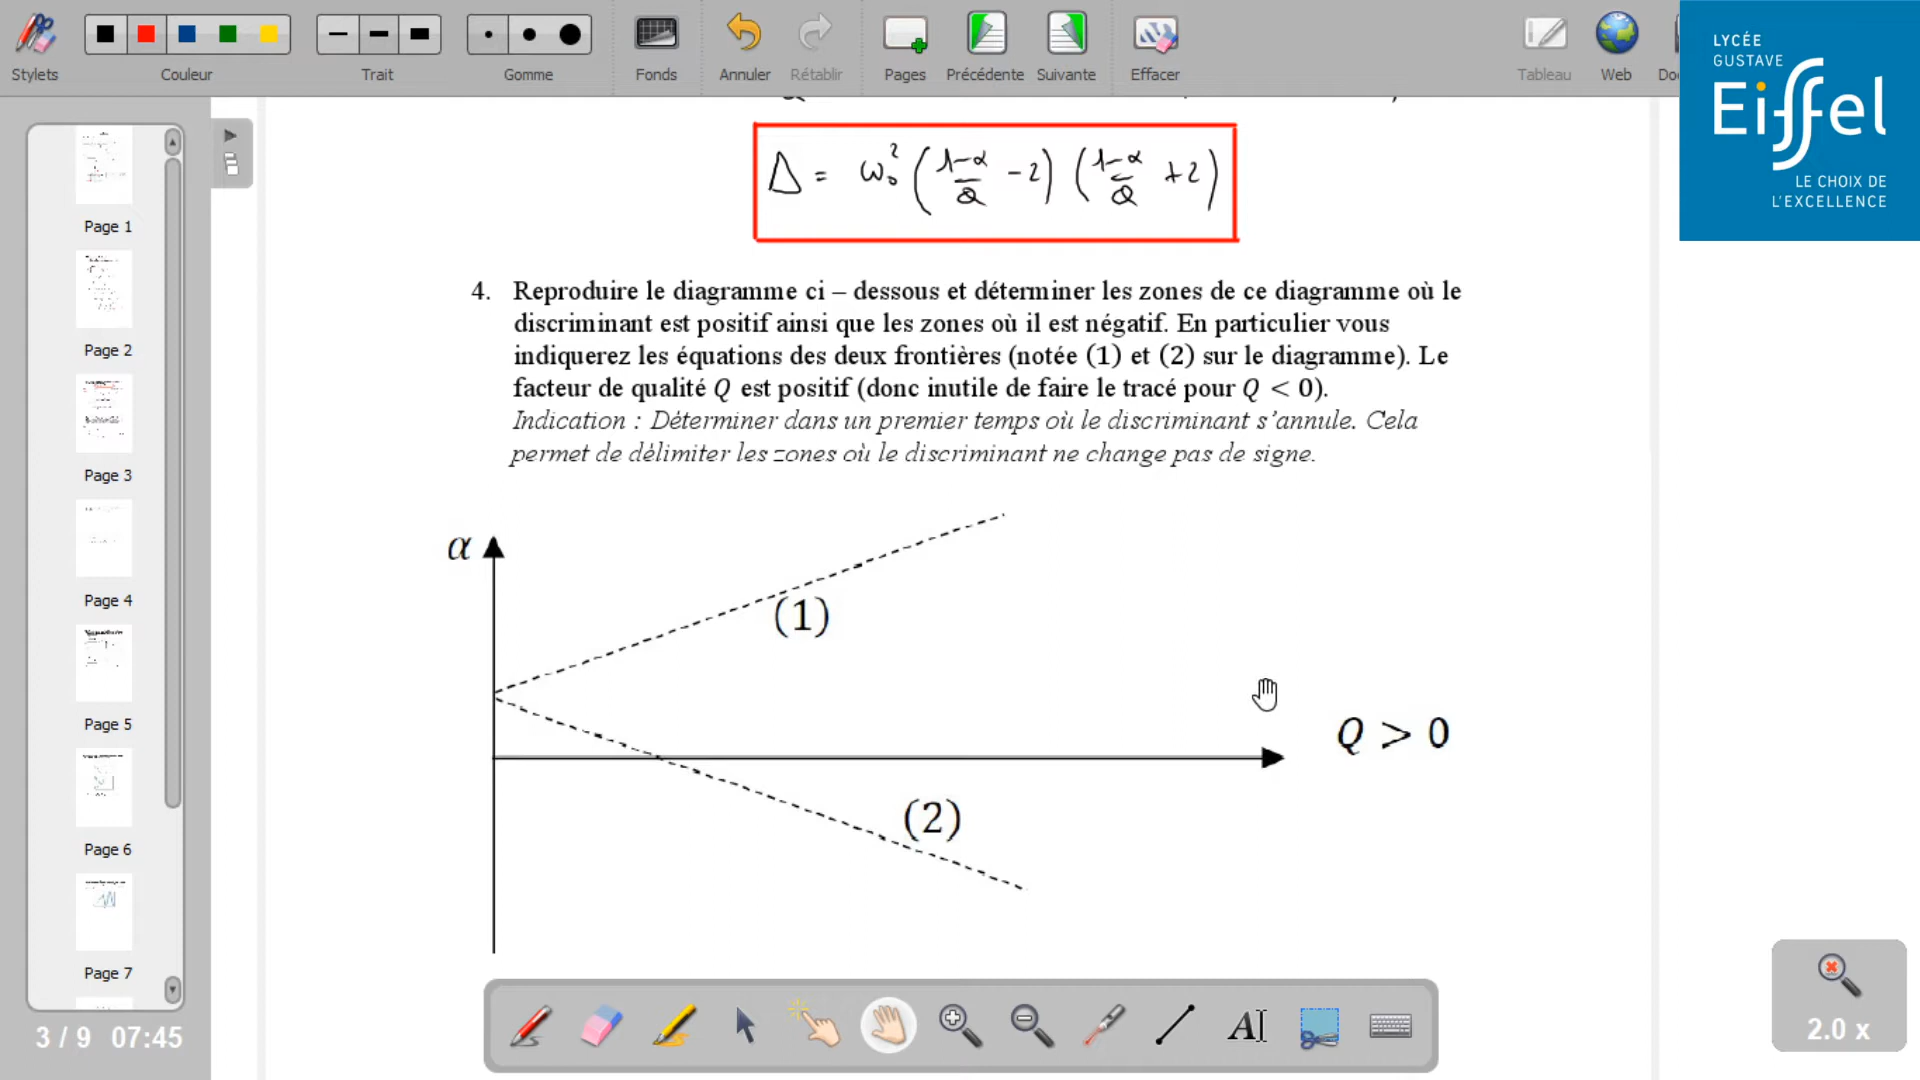 Stylets
Couleur
Trait
Gomme
Fonds
Annuler
Rétablir
Pages
Précédente
Suivante
Effacer
Tableau
Web
LYCÉE
GUSTAVE
Eiffel
LE CHOIX DE
L'EXCELLENCE
Δ = ω₀² ((1-α)/Q - 2) ((1-α)/Q + 2)
4. Reproduire le diagramme ci – dessous et déterminer les zones de ce diagramme où le
discriminant est positif ainsi que les zones où il est négatif. En particulier vous
indiquerez les équations des deux frontières (notée (1) et (2) sur le diagramme). Le
facteur de qualité Q est positif (donc inutile de faire le tracé pour Q < 0).
Indication : Déterminer dans un premier temps où le discriminant s'annule. Cela
permet de délimiter les zones où le discriminant ne change pas de signe.
α
(1)
Q > 0
(2)
Page 1
Page 2
Page 3
Page 4
Page 5
Page 6
Page 7
3 / 9 07:45
2.0 x